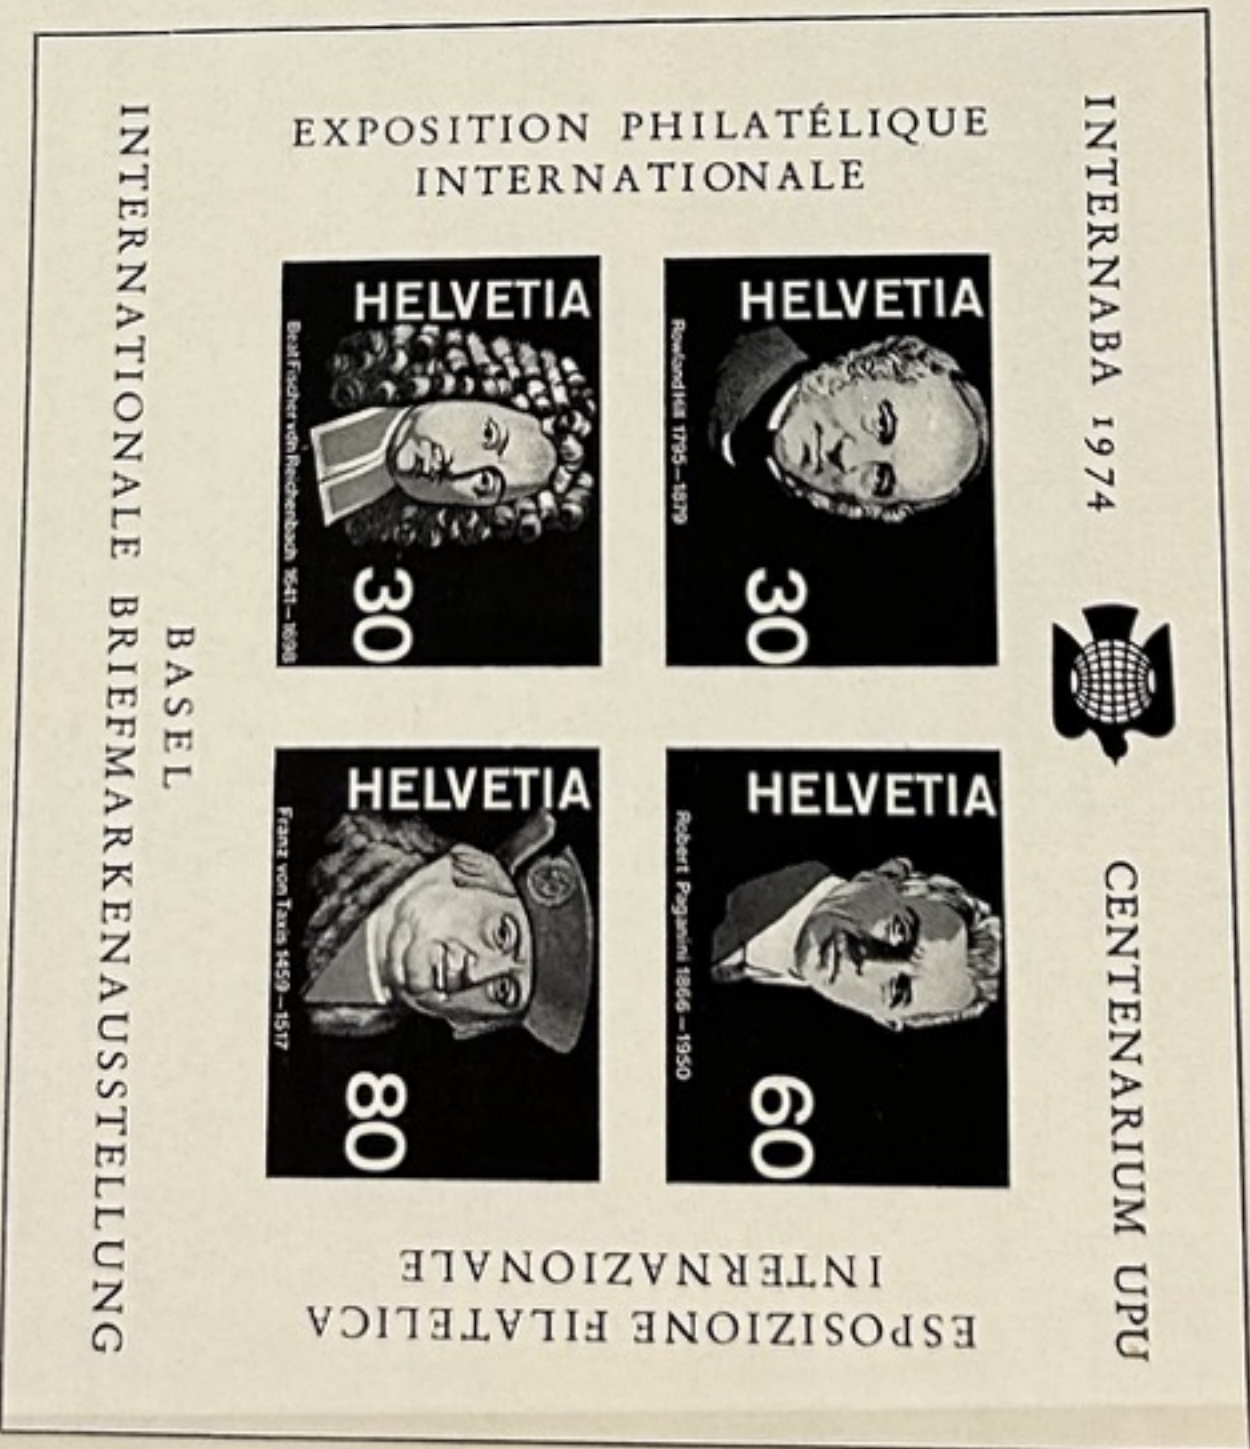 INTERNABA 1974 CENTENARIUM UPU
EXPOSITION PHILATÉLIQUE
INTERNATIONALE
HELVETIA
Beat Fischer von Reichenbach 1641–1698
30
HELVETIA
Rowland Hill 1795–1879
30
HELVETIA
Franz von Taxis 1459–1517
80
HELVETIA
Robert Paganini 1866–1950
60
ESPOSIZIONE FILATELICA
INTERNAZIONALE
BASEL
INTERNATIONALE BRIEFMARKENAUSSTELLUNG